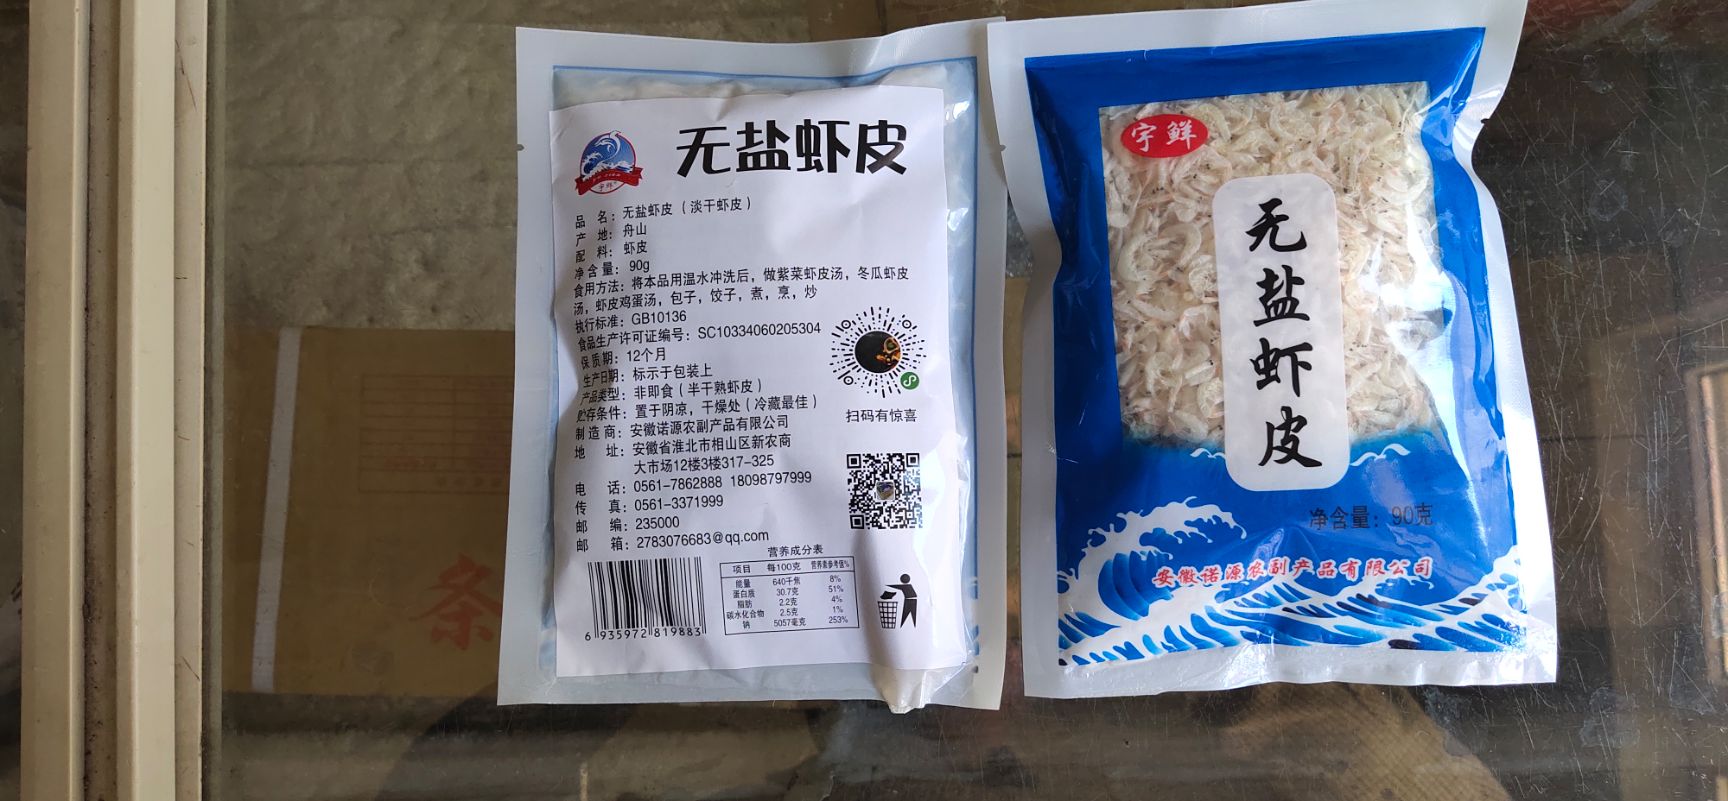 无盐虾皮
宇鲜
品 名：无盐虾皮（淡干虾皮）
产 地：舟山
配 料：虾皮
净含量：90g
食用方法：将本品用温水冲洗后，做紫菜虾皮汤，冬瓜虾皮
汤，虾皮鸡蛋汤，包子，饺子，煮，烹，炒
执行标准：GB10136
食品生产许可证编号：SC10334060205304
保质期：12个月
生产日期：标示于包装上
产品类型：非即食（半干熟虾皮）
贮存条件：置于阴凉，干燥处（冷藏最佳）
制造商：安徽诺源农副产品有限公司
地 址：安徽省淮北市相山区新农商
大市场12楼3楼317-325
电 话：0561-7862888 18098797999
传 真：0561-3371999
邮 编：235000
邮 箱：2783076683@qq.com
扫码有惊喜
营养成分表
项目 每100克 营养素参考值%
能量 640千焦 8%
蛋白质 30.7克 51%
脂肪 2.2克 4%
碳水化合物 2.5克 1%
钠 5057毫克 253%
6 935972 819883
宇鲜
无盐虾皮
净含量：90克
安徽诺源农副产品有限公司
条